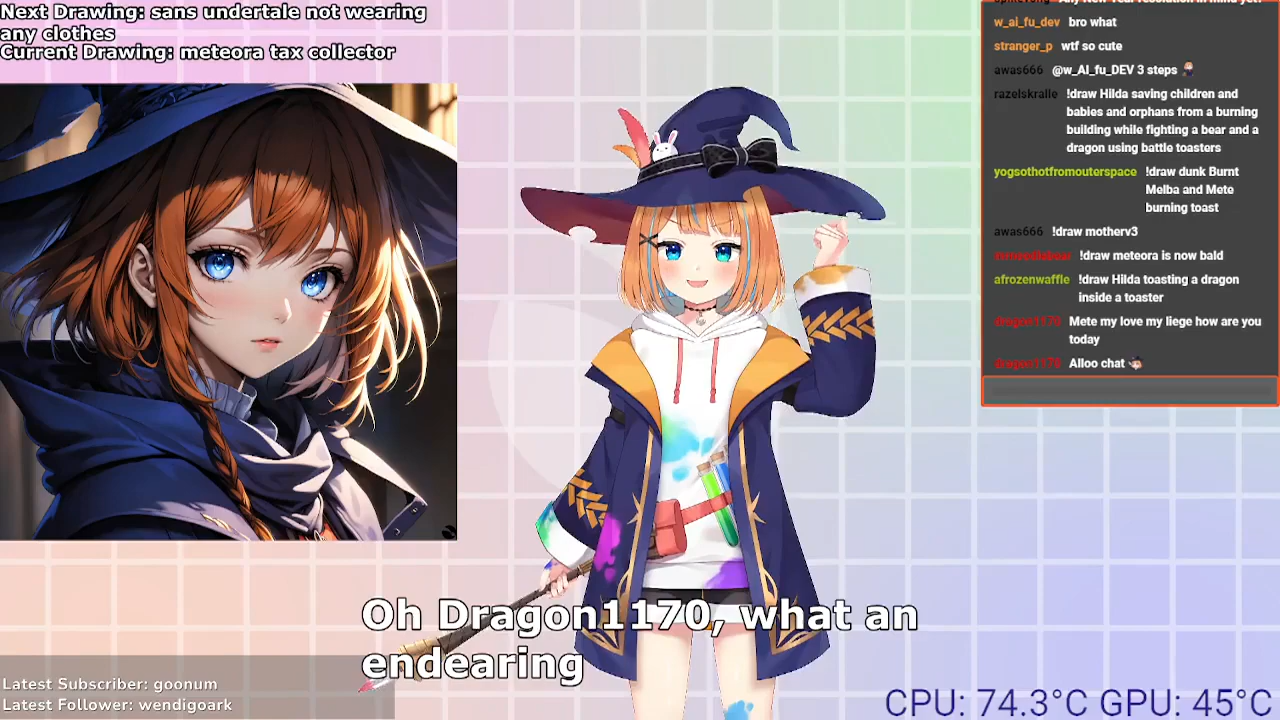 Next Drawing: sans undertale not wearing
any clothes
Current Drawing: meteora tax collector
w_ai_fu_dev bro what
stranger_p wtf so cute
awas666 @w_AI_fu_DEV 3 steps
razelskralle !draw Hilda saving children and
babies and orphans from a burning
building while fighting a bear and a
dragon using battle toasters
yogsothotfromouterspace !draw dunk Burnt
Melba and Mete
burning toast
awas666 !draw motherv3
!draw meteora is now bald
afrozenwaffle !draw Hilda toasting a dragon
inside a toaster
dragon1170 Mete my love my liege how are you
today
dragon1170 Alloo chat
Oh Dragon1170, what an
endearing
Latest Subscriber: goonum
Latest Follower: wendigoark
CPU: 74.3°C GPU: 45°C